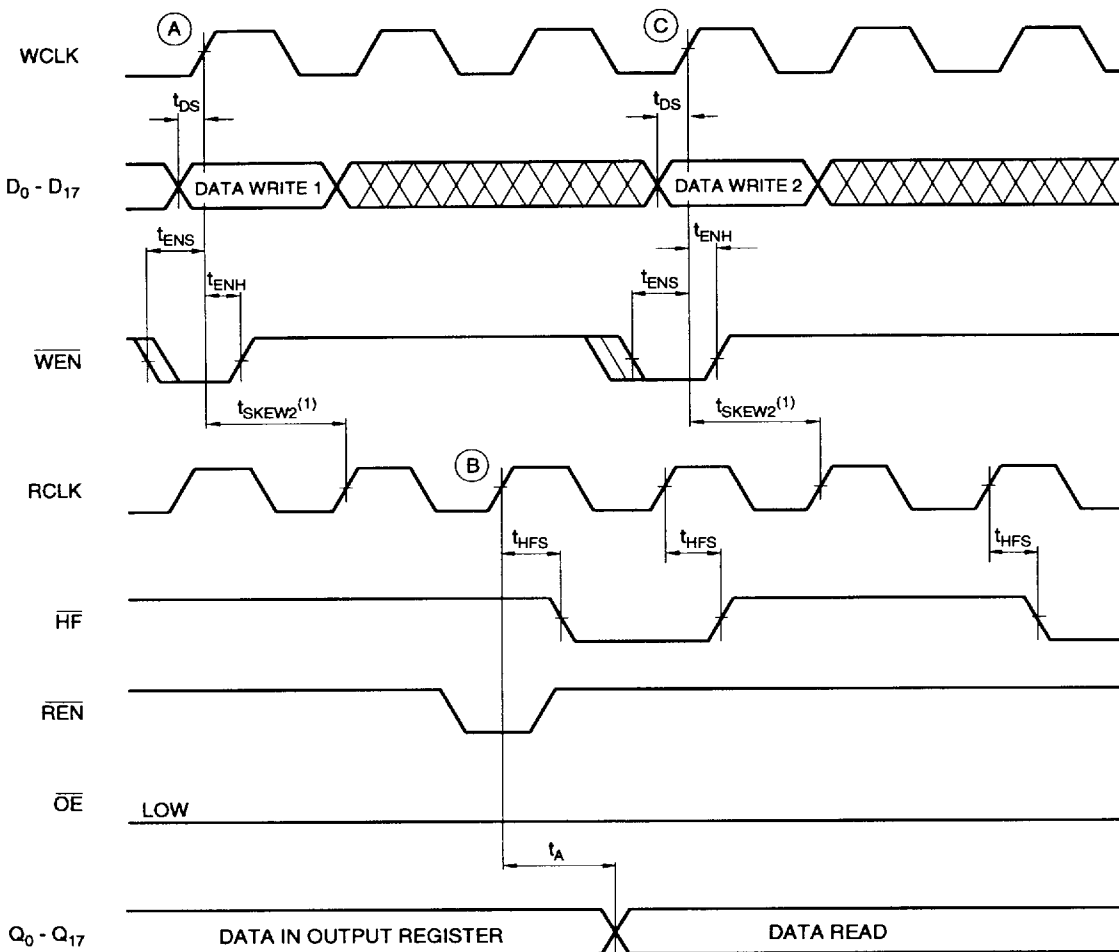 A
C
WCLK
tDS
tDS
D0 - D17
DATA WRITE 1
DATA WRITE 2
tENS
tENH
tENH
tENS
WEN
tSKEW2(1)
tSKEW2(1)
B
RCLK
tHFS
tHFS
tHFS
HF
REN
OE
LOW
tA
Q0 - Q17
DATA IN OUTPUT REGISTER
DATA READ